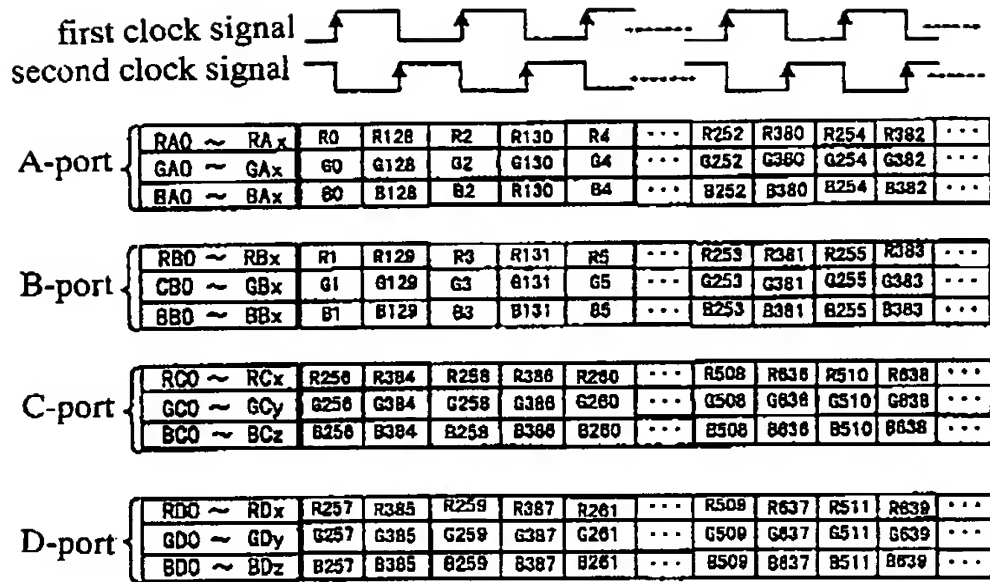 first clock signal
second clock signal
A-port
RA0 ~ RAx R0 R128 R2 R130 R4 ··· R252 R380 R254 R382 ···
GA0 ~ GAx G0 G128 G2 G130 G4 ··· G252 G380 G254 G382 ···
BA0 ~ BAx B0 B128 B2 R130 B4 ··· B252 B380 B254 B382 ···
B-port
RB0 ~ RBx R1 R129 R3 R131 R5 ··· R253 R381 R255 R383 ···
CB0 ~ GBx G1 G129 G3 G131 G5 ··· G253 G381 G255 G383 ···
BB0 ~ BBx B1 B129 B3 B131 B5 ··· B253 B381 B255 B383 ···
C-port
RC0 ~ RCx R256 R384 R258 R386 R260 ··· R508 R636 R510 R638 ···
GC0 ~ GCy G256 G384 G258 G386 G260 ··· G508 G636 G510 G638 ···
BC0 ~ BCz B256 B384 B258 B386 B260 ··· B508 B636 B510 B638 ···
D-port
RD0 ~ RDx R257 R385 R259 R387 R261 ··· R509 R637 R511 R639 ···
GD0 ~ GDy G257 G385 G259 G387 G261 ··· G509 G637 G511 G639 ···
BD0 ~ BDz B257 B385 B259 B387 B261 ··· B509 B637 B511 B639 ···